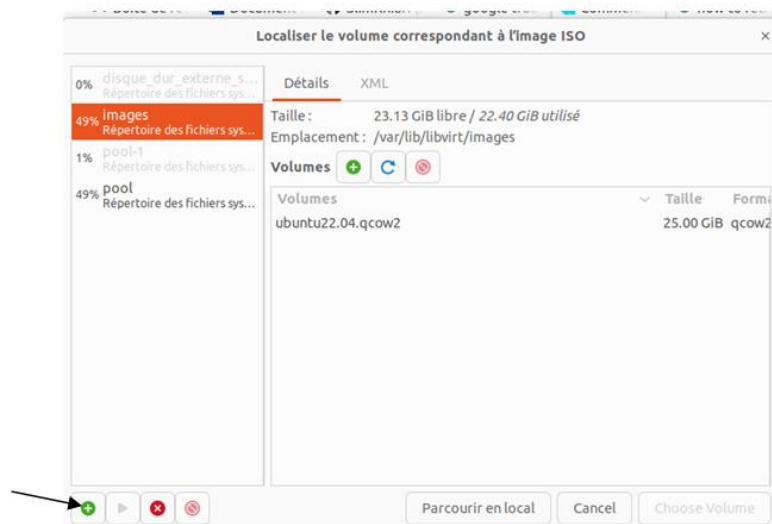 Localiser le volume correspondant à l'image ISO
0% disque_dur_externe_s...
Répertoire des fichiers sys...
49% images
Répertoire des fichiers sys...
1% pool-1
Répertoire des fichiers sys...
49% pool
Répertoire des fichiers sys...
Détails XML
Taille : 23.13 GiB libre / 22.40 GiB utilisé
Emplacement : /var/lib/libvirt/images
Volumes
Volumes Taille Forma
ubuntu22.04.qcow2 25.00 GiB qcow2
Parcourir en local Cancel Choose Volume